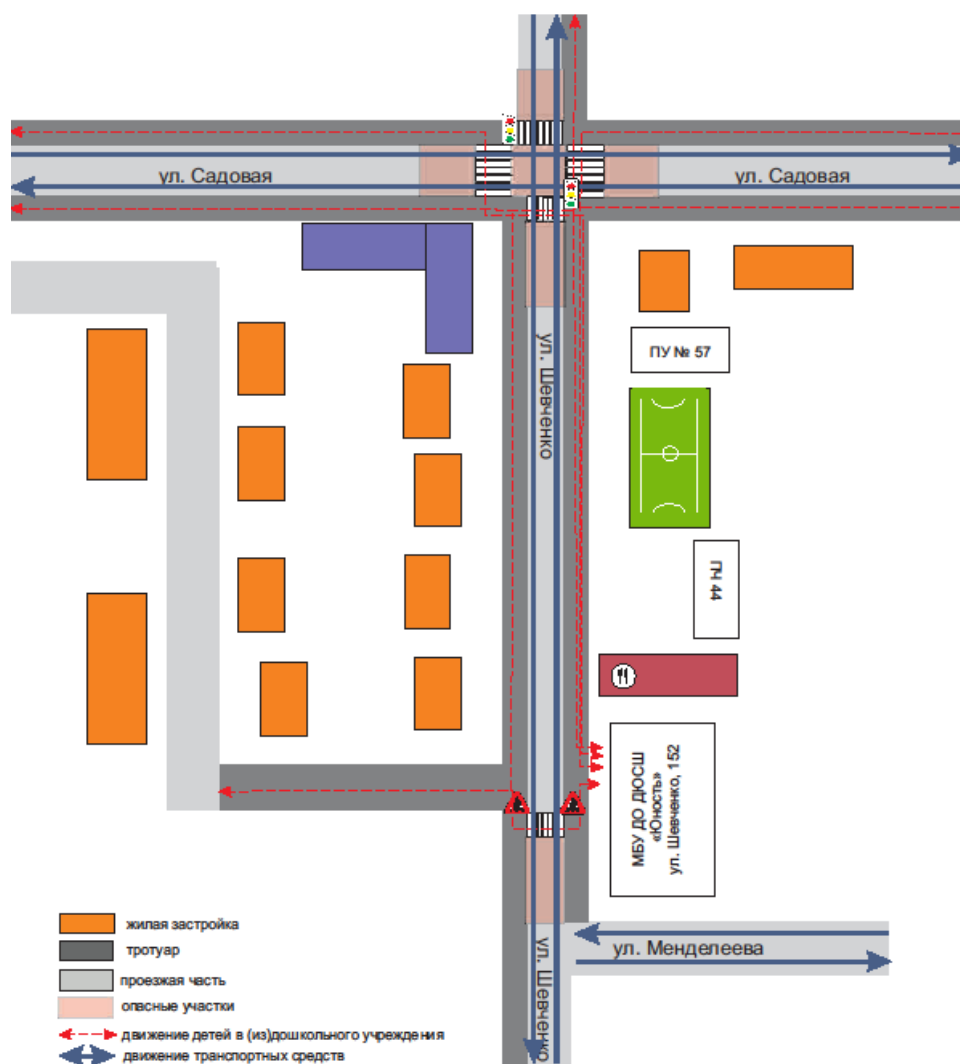 ул. Садовая
ул. Садовая
ул. Шевченко
ПУ № 57
ПЧ 44
МБУ ДО ДЮСШ
«Юность»
ул. Шевченко, 152
ул. Менделеева
ул. Шевченко
жилая застройка
тротуар
проезжая часть
опасные участки
движение детей в (из)дошкольного учреждения
движение транспортных средств